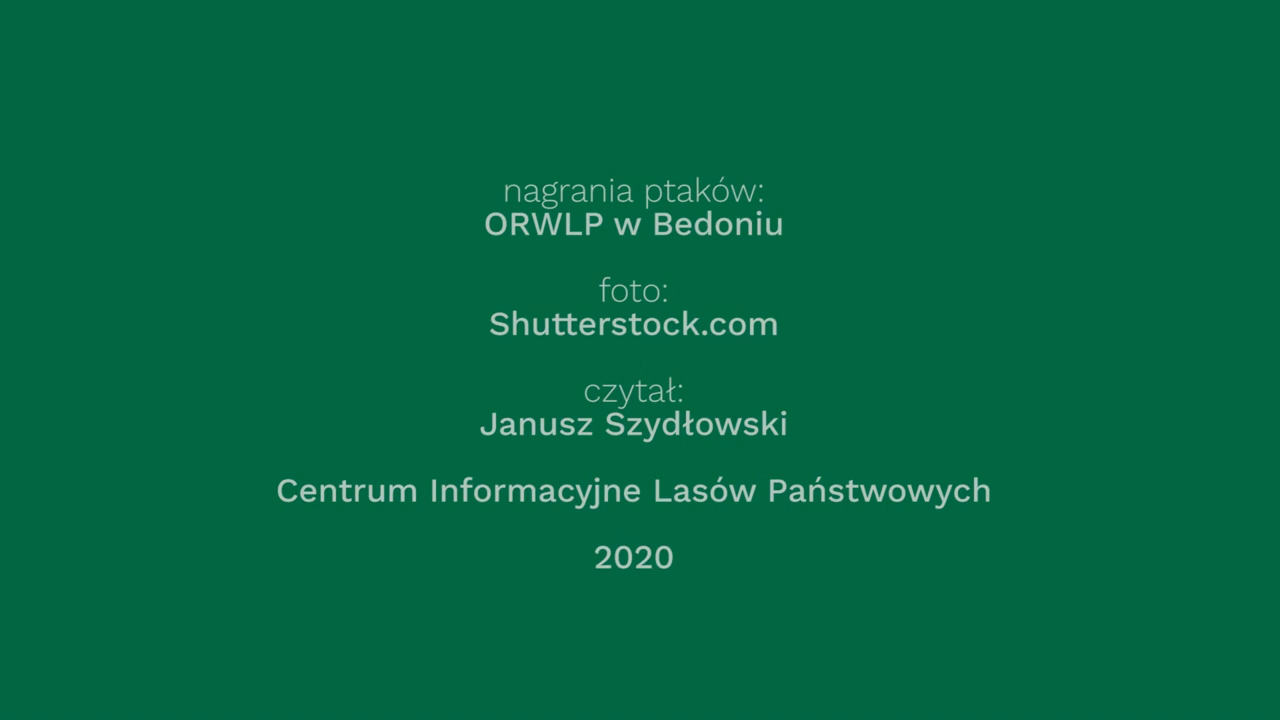 nagrania ptaków:
ORWLP w Bedoniu
foto:
Shutterstock.com
czytał:
Janusz Szydłowski
Centrum Informacyjne Lasów Państwowych
2020